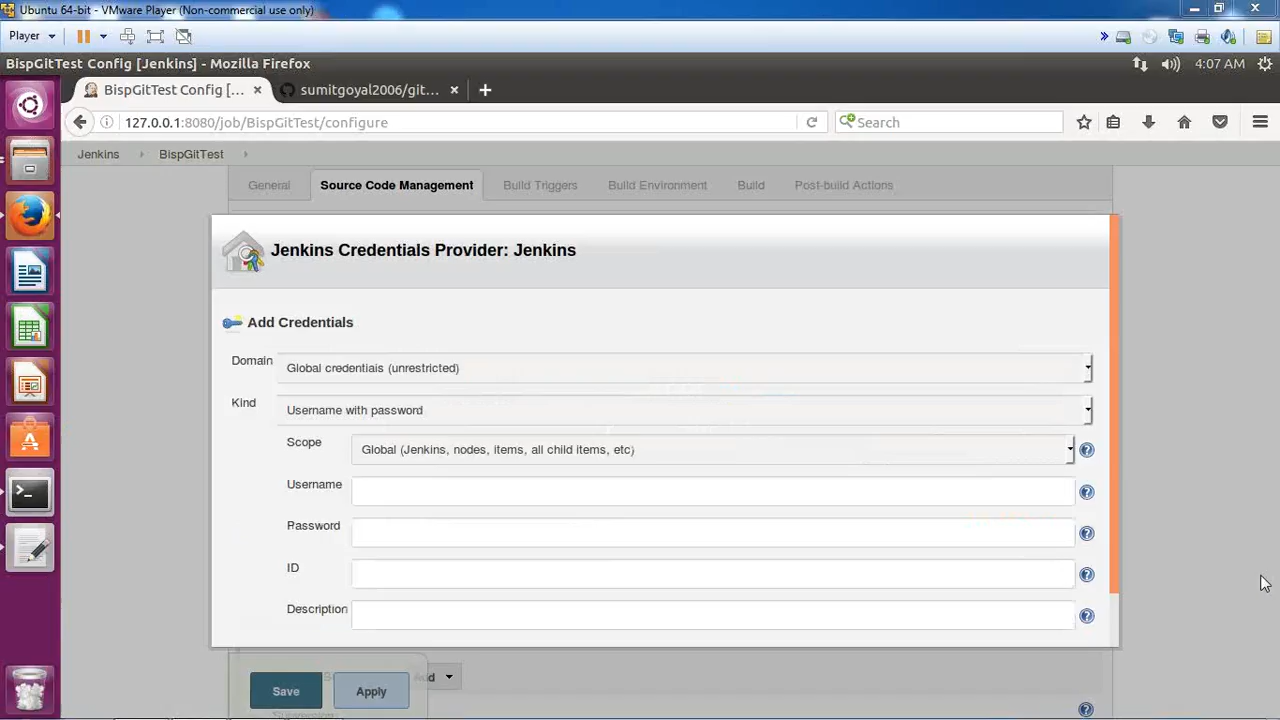 Ubuntu 64-bit - VMware Player (Non-commercial use only)
Player
BispGitTest Config [Jenkins] - Mozilla Firefox
4:07 AM
BispGitTest Config [...
sumitgoyal2006/git...
127.0.0.1:8080/job/BispGitTest/configure
Search
Jenkins
BispGitTest
General
Source Code Management
Build Triggers
Build Environment
Build
Post-build Actions
Jenkins Credentials Provider: Jenkins
Add Credentials
Domain
Global credentials (unrestricted)
Kind
Username with password
Scope
Global (Jenkins, nodes, items, all child items, etc)
Username
Password
ID
Description
Save
Apply